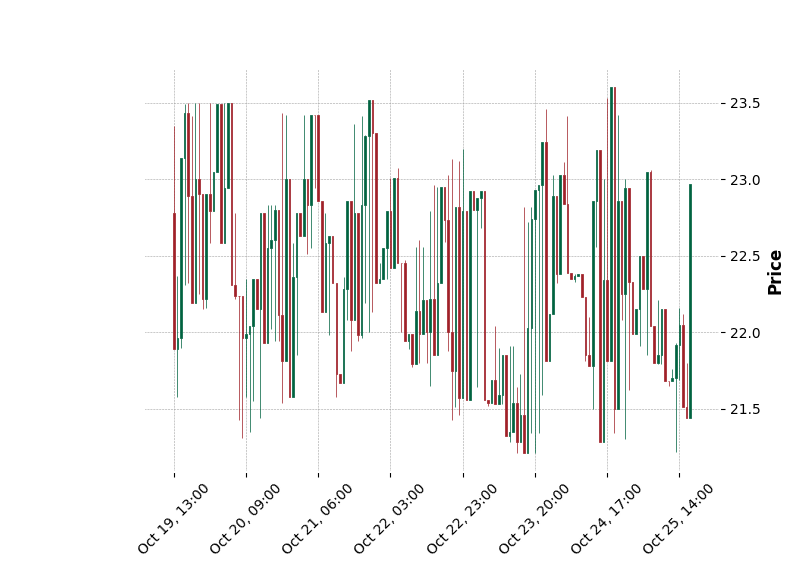 23.5
23.0
22.5
22.0
21.5
Price
Oct 19, 13:00
Oct 20, 09:00
Oct 21, 06:00
Oct 22, 03:00
Oct 22, 23:00
Oct 23, 20:00
Oct 24, 17:00
Oct 25, 14:00